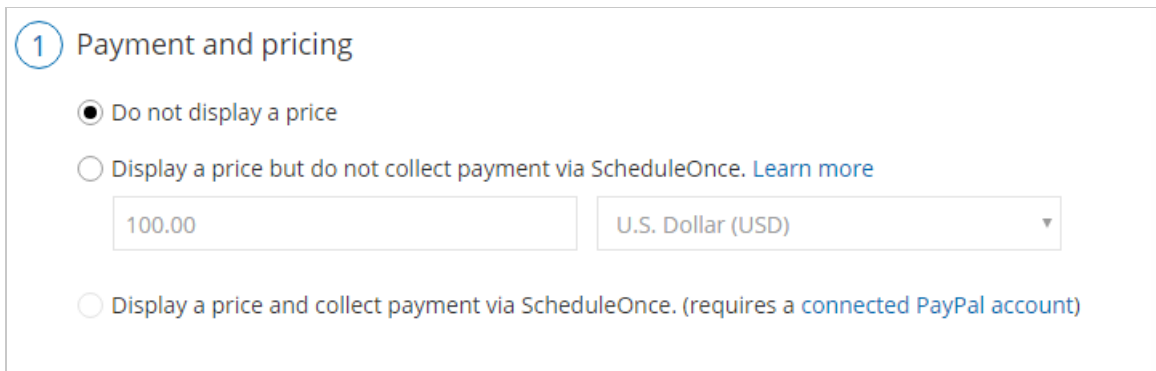 1 Payment and pricing
Do not display a price
Display a price but do not collect payment via ScheduleOnce. Learn more
100.00 U.S. Dollar (USD)
Display a price and collect payment via ScheduleOnce. (requires a connected PayPal account)